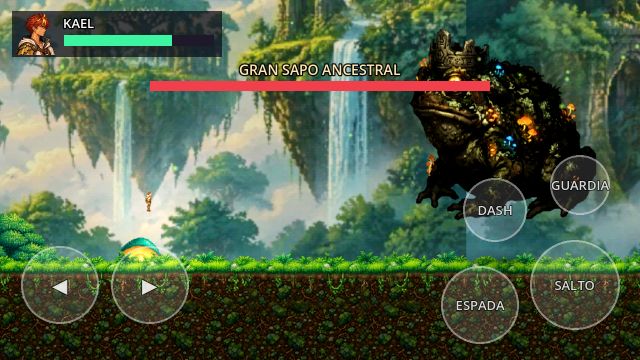 KAEL
GRAN SAPO ANCESTRAL
GUARDIA
DASH
SALTO
ESPADA